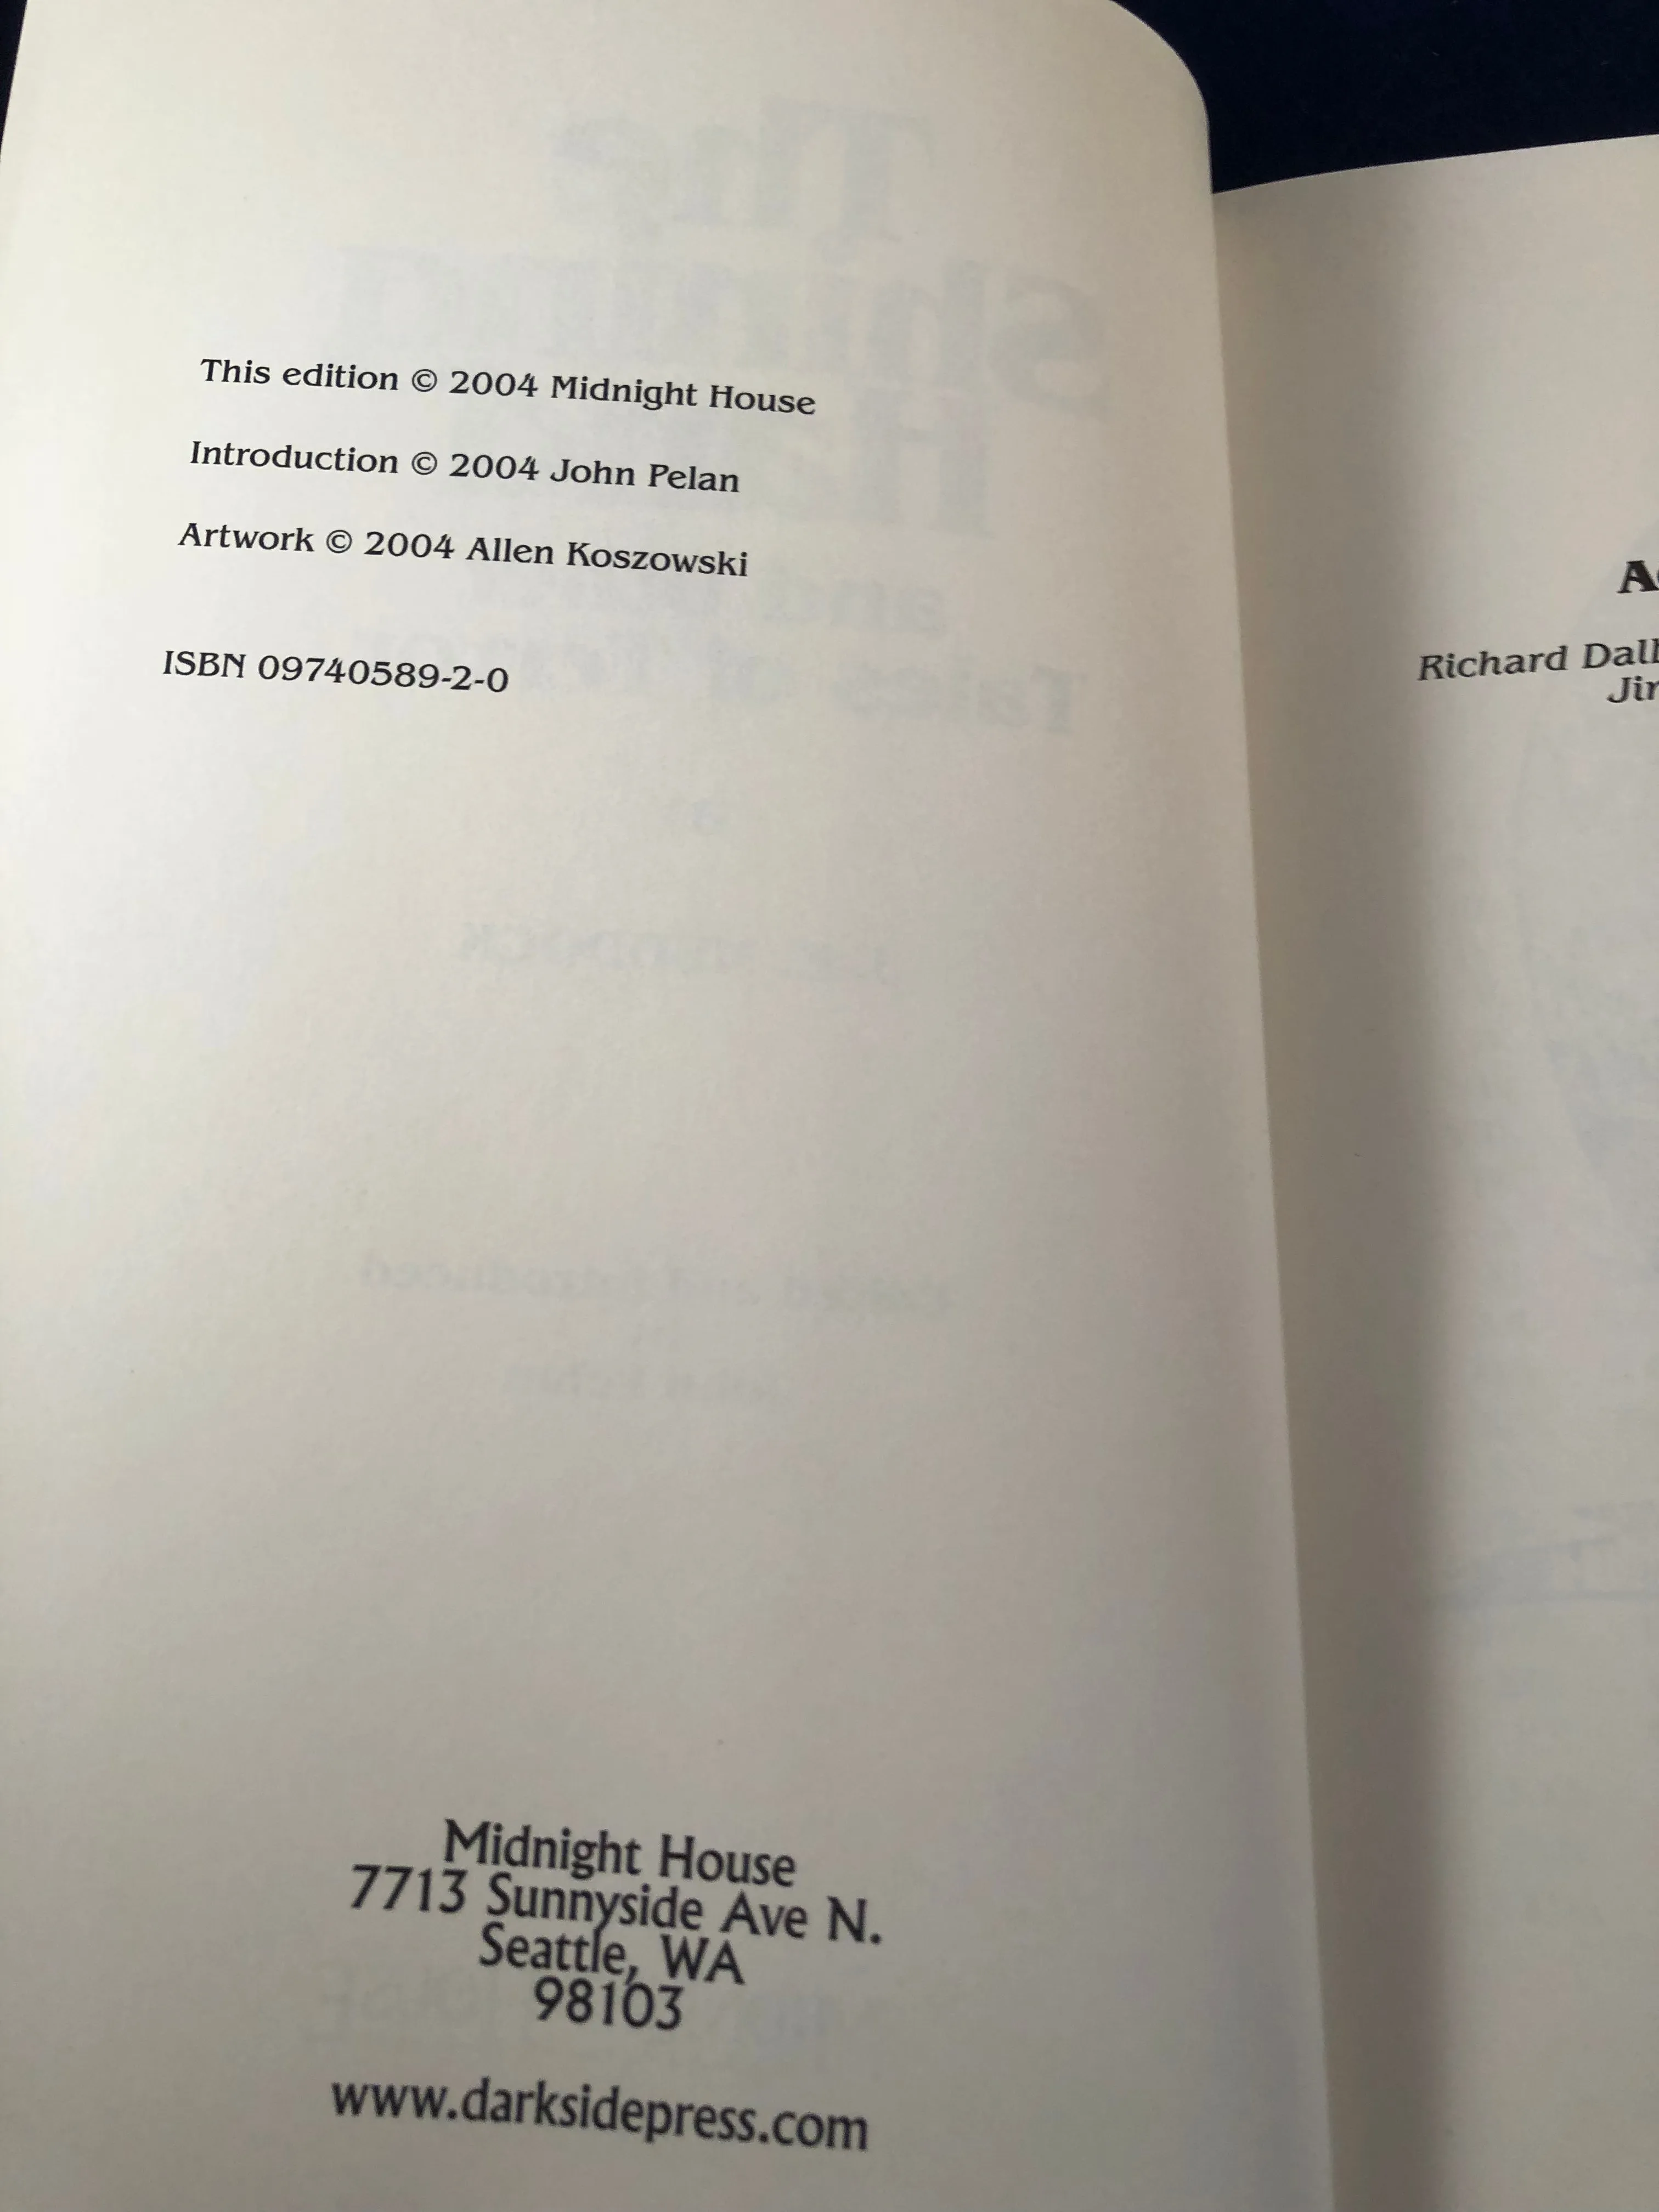 This edition © 2004 Midnight House
Introduction © 2004 John Pelan
Artwork © 2004 Allen Koszowski
ISBN 09740589-2-0
Midnight House
7713 Sunnyside Ave N.
Seattle, WA
98103
www.darksidepress.com
Richard